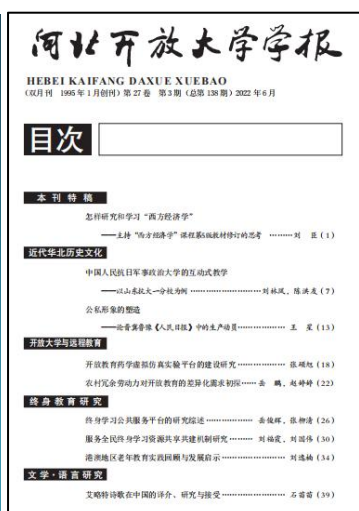 河北开放大学学报
HEBEI KAIFANG DAXUE XUEBAO
(双月刊 1995年1月创刊) 第27卷 第3期 (总第138期) 2022年6月
目次
本刊特稿
怎样研究和学习“西方经济学”
——主持“西方经济学”课程第5版教材修订的思考 ………刘 臣 (1)
近代华北历史文化
中国人民抗日军事政治大学的互动式教学
——以山东抗大一分校为例 ………………………刘林凤, 陈洪友 (7)
公私形象的塑造
——论晋冀鲁豫《人民日报》中的生产动员……………… 王 星 (13)
开放大学与远程教育
开放教育药学虚拟仿真实验平台的建设研究 ……………… 张硕旭 (18)
农村冗余劳动力对开放教育的差异化需求初探…… 岳 鹏, 赵婷婷 (22)
终身教育研究
终身学习公共服务平台的研究综述 ……………… 岳俊辉, 张柳清 (26)
服务全民终身学习资源共享共建机制研究 ……… 刘福霞, 刘国伟 (30)
港澳地区老年教育实践回顾与发展启示 ………………… 刘逸楠 (34)
文学·语言研究
艾略特诗歌在中国的译介、研究与接受 …………………… 石苗苗 (39)